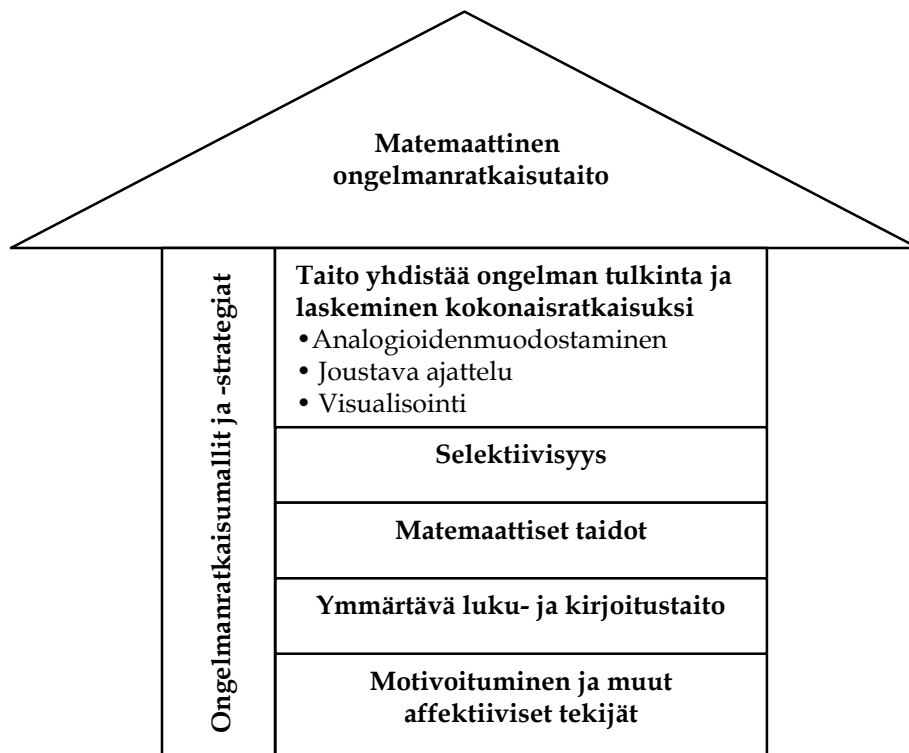 Matemaattinen
ongelmanratkaisutaito
Ongelmanratkaisumallit ja -strategiat
Taito yhdistää ongelman tulkinta ja
laskeminen kokonaisratkaisuksi
•Analogioidenmuodostaminen
• Joustava ajattelu
• Visualisointi
Selektiivisyys
Matemaattiset taidot
Ymmärtävä luku- ja kirjoitustaito
Motivoituminen ja muut
affektiiviset tekijät